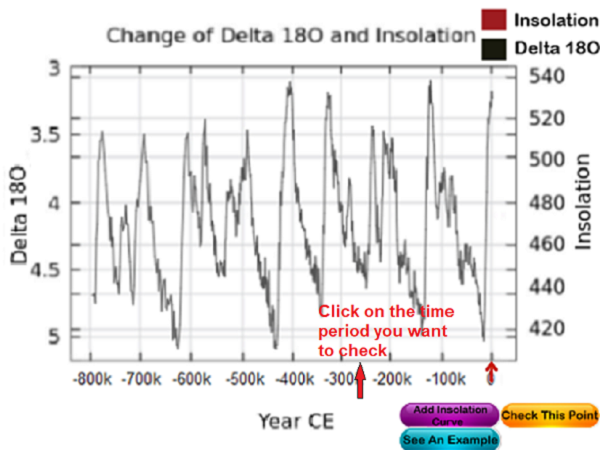 Insolation
Change of Delta 18O and Insolation
Delta 18O
3
3.5
4
4.5
5
Delta 18O
540
520
500
480
460
440
420
Insolation
Click on the time
period you want
to check
-800k -700k -600k -500k -400k -300k -200k -100k 0
Year CE
Add Insolation
Curve
Check This Point
See An Example